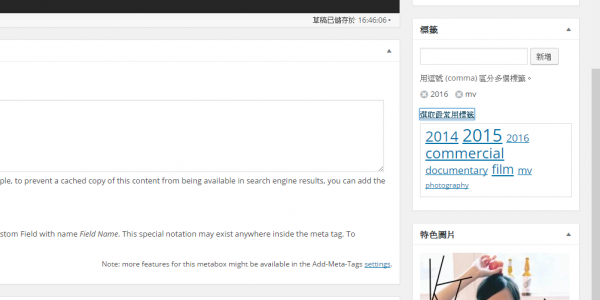 草稿已儲存於 16:46:06。
ple, to prevent a cached copy of this content from being available in search engine results, you can add the
stom Field with name Field Name. This special notation may exist anywhere inside the meta tag. To
Note: more features for this metabox might be available in the Add-Meta-Tags settings.
標籤
新增
用逗號 (comma) 區分多個標籤。
2016 mv
選取最常用標籤
2014 2015 2016
commercial
documentary film mv
photography
特色圖片